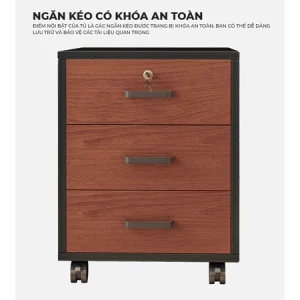 NGĂN KÉO CÓ KHÓA AN TOÀN
ĐIỂM NỔI BẬT CỦA TỦ LÀ CÁC NGĂN KÉO ĐƯỢC TRANG BỊ KHÓA AN TOÀN. BẠN CÓ THỂ DỄ DÀNG
LƯU TRỮ VÀ BẢO VỆ CÁC TÀI LIỆU QUAN TRỌNG